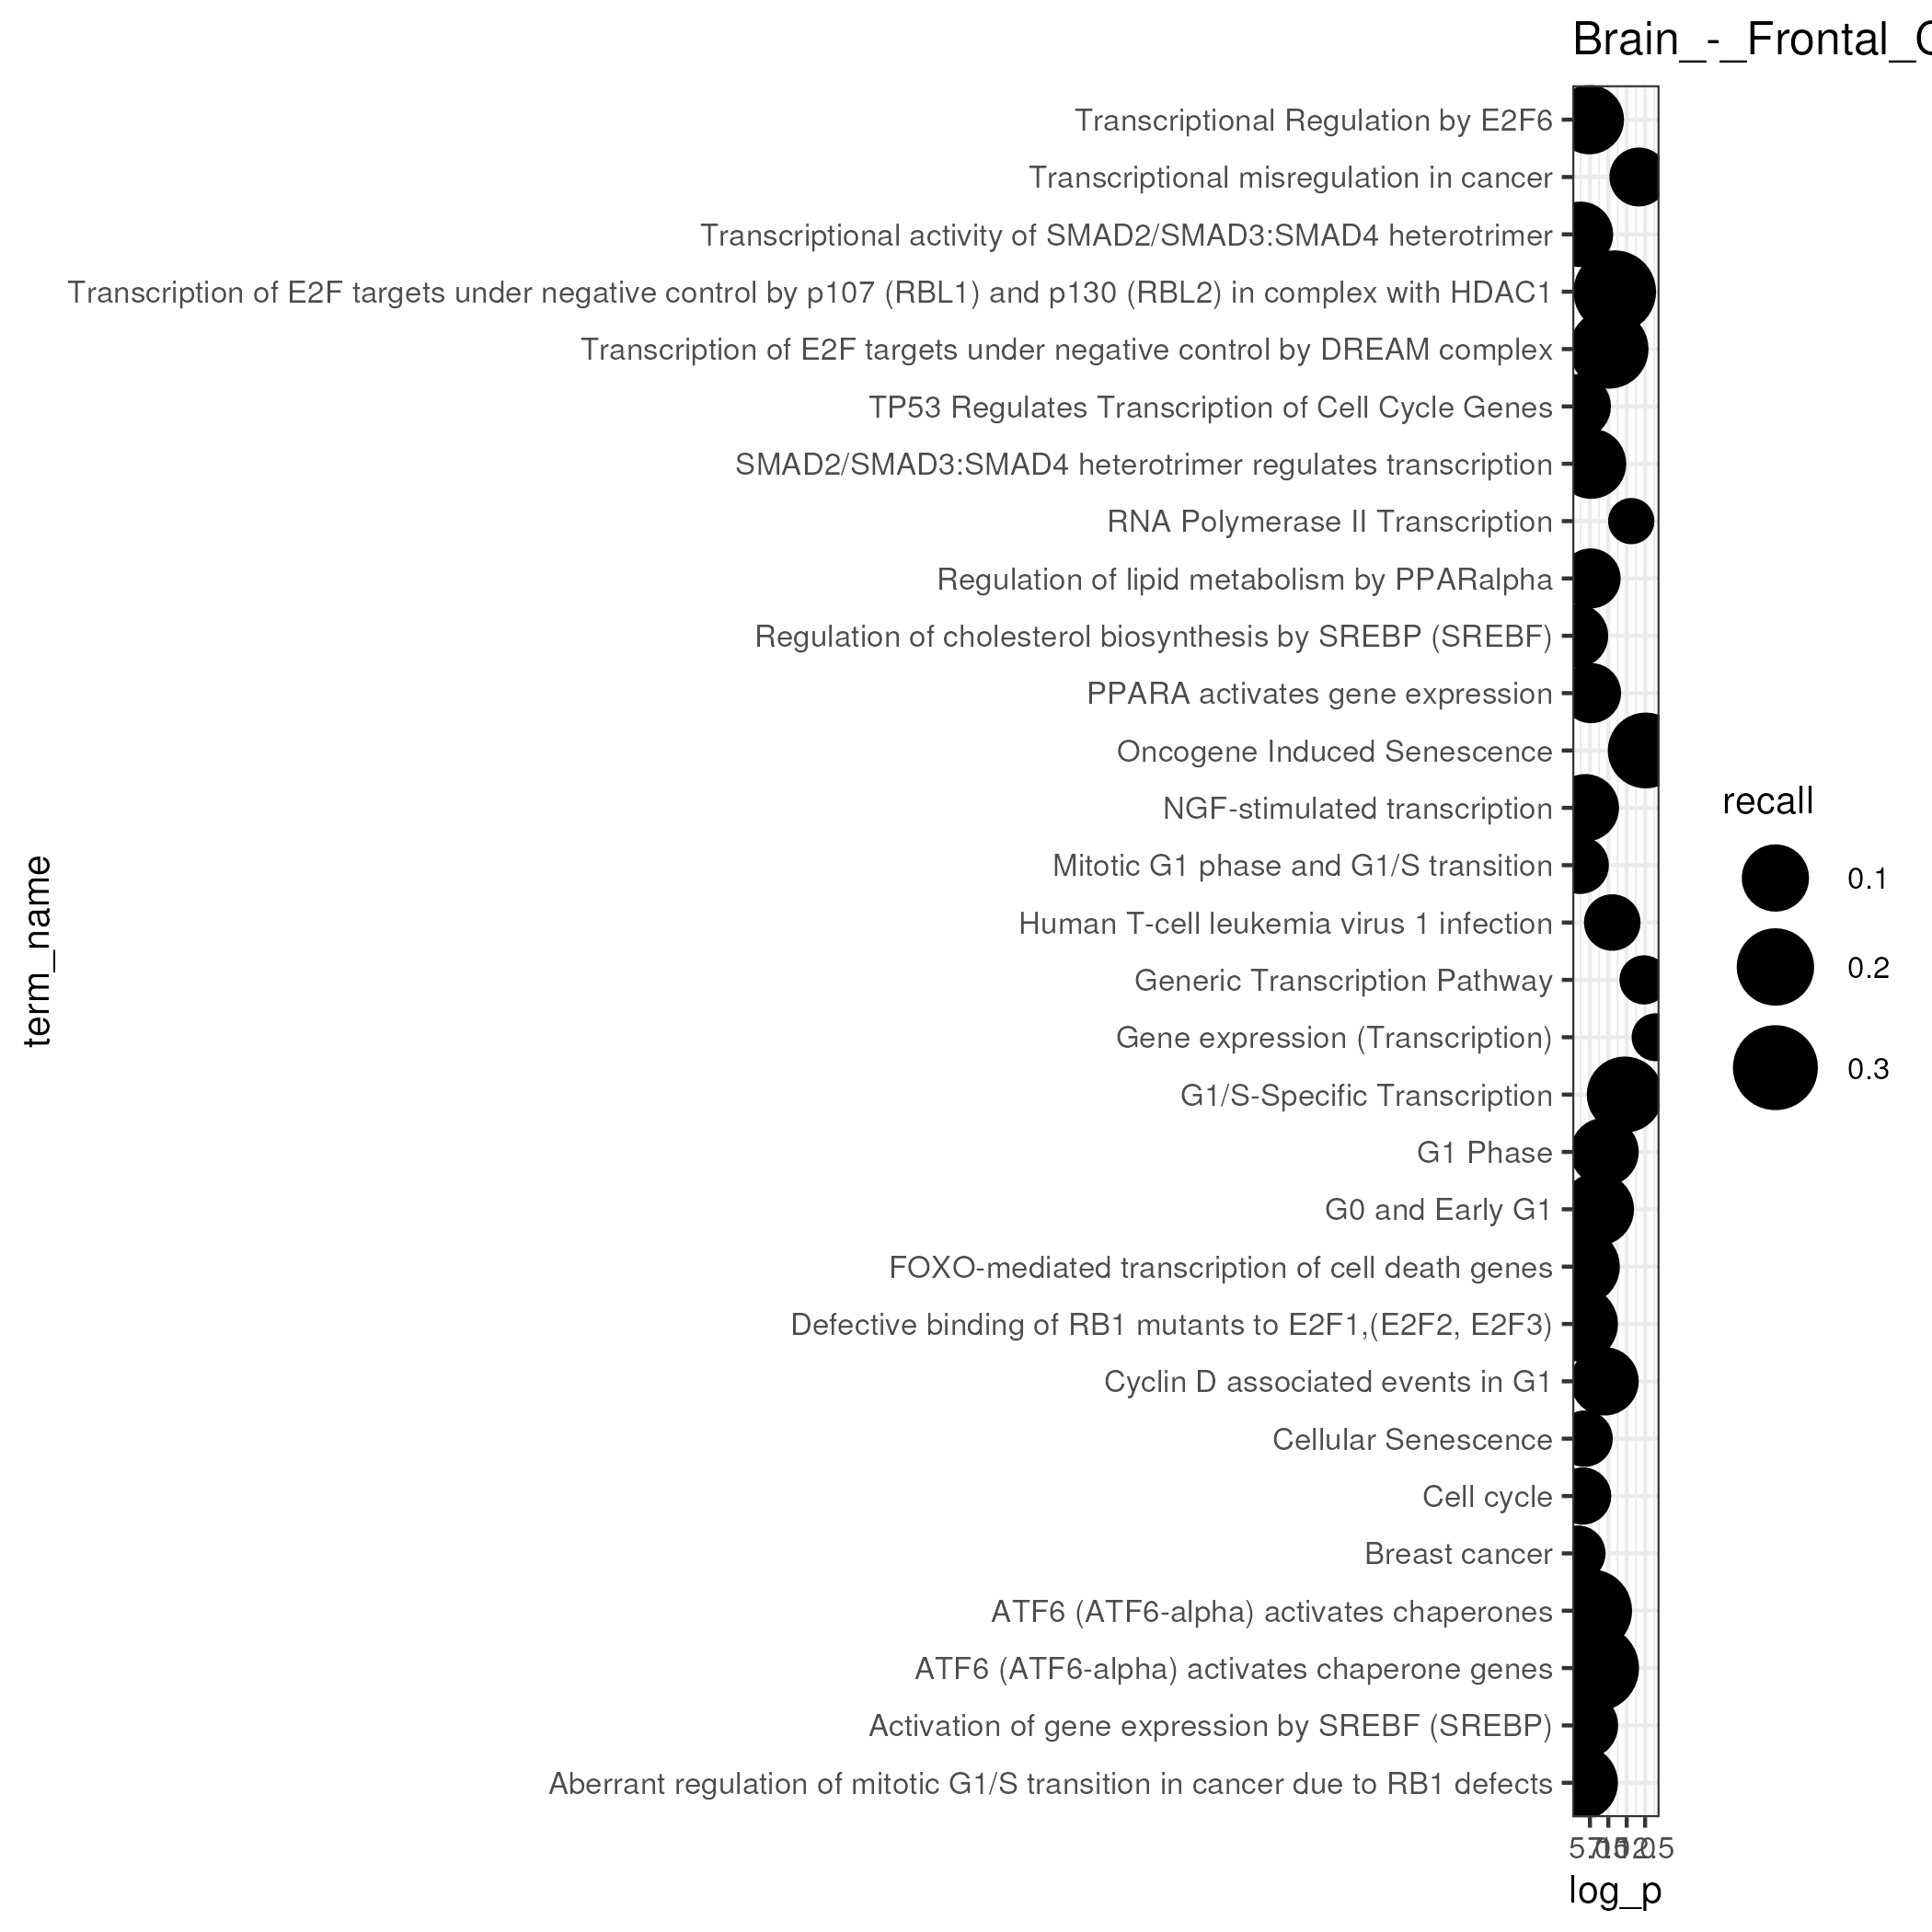 Brain_-_Frontal_
Transcriptional Regulation by E2F6
Transcriptional misregulation in cancer
Transcriptional activity of SMAD2/SMAD3:SMAD4 heterotrimer
Transcription of E2F targets under negative control by p107 (RBL1) and p130 (RBL2) in complex with HDAC1
Transcription of E2F targets under negative control by DREAM complex
TP53 Regulates Transcription of Cell Cycle Genes
SMAD2/SMAD3:SMAD4 heterotrimer regulates transcription
RNA Polymerase II Transcription
Regulation of lipid metabolism by PPARalpha
Regulation of cholesterol biosynthesis by SREBP (SREBF)
PPARA activates gene expression
Oncogene Induced Senescence
NGF-stimulated transcription
Mitotic G1 phase and G1/S transition
Human T-cell leukemia virus 1 infection
Generic Transcription Pathway
Gene expression (Transcription)
G1/S-Specific Transcription
G1 Phase
G0 and Early G1
FOXO-mediated transcription of cell death genes
Defective binding of RB1 mutants to E2F1,(E2F2, E2F3)
Cyclin D associated events in G1
Cellular Senescence
Cell cycle
Breast cancer
ATF6 (ATF6-alpha) activates chaperones
ATF6 (ATF6-alpha) activates chaperone genes
Activation of gene expression by SREBF (SREBP)
Aberrant regulation of mitotic G1/S transition in cancer due to RB1 defects
term_name
log_p
recall
0.1
0.2
0.3